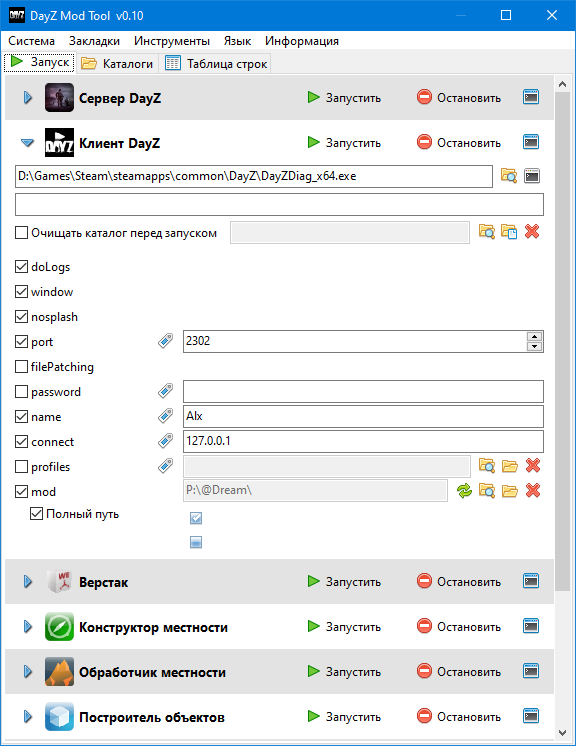 DayZ Mod Tool v0.10
Система Закладки Инструменты Язык Информация
Запуск Каталоги Таблица строк
Сервер DayZ Запустить Остановить
Клиент DayZ Запустить Остановить
D:\Games\Steam\steamapps\common\DayZ\DayZDiag_x64.exe
Очищать каталог перед запуском
doLogs
window
nosplash
port 2302
filePatching
password
name Alx
connect 127.0.0.1
profiles
mod P:\@Dream\
Полный путь
Верстак Запустить Остановить
Конструктор местности Запустить Остановить
Обработчик местности Запустить Остановить
Построитель объектов Запустить Остановить